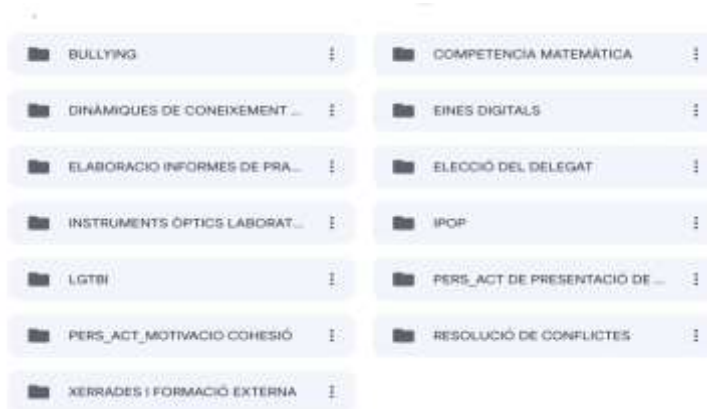 BULLYING
COMPETENCIA MATEMÀTICA
DINÀMIQUES DE CONEIXEMENT ...
EINES DIGITALS
ELABORACIO INFORMES DE PRA...
ELECCIÓ DEL DELEGAT
INSTRUMENTS ÒPTICS LABORAT...
IPOP
LGTBI
PERS_ACT DE PRESENTACIÓ DE ...
PERS_ACT_MOTIVACIO COHESIÓ
RESOLUCIÓ DE CONFLICTES
XERRADES I FORMACIÓ EXTERNA